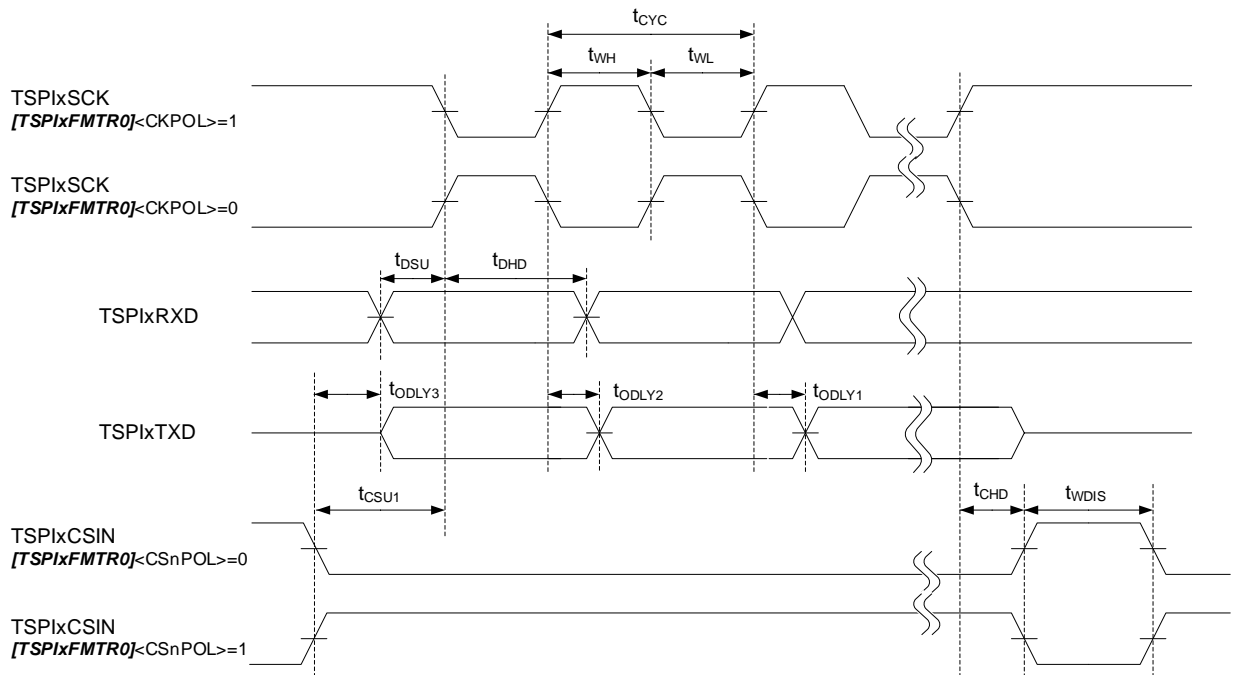 tCYC
tWH
tWL
TSPIxSCK
[TSPIxFMTR0]<CKPOL>=1
TSPIxSCK
[TSPIxFMTR0]<CKPOL>=0
tDSU
tDHD
TSPIxRXD
tODLY3
tODLY2
tODLY1
TSPIxTXD
tCSU1
tCHD
tWDIS
TSPIxCSIN
[TSPIxFMTR0]<CSnPOL>=0
TSPIxCSIN
[TSPIxFMTR0]<CSnPOL>=1